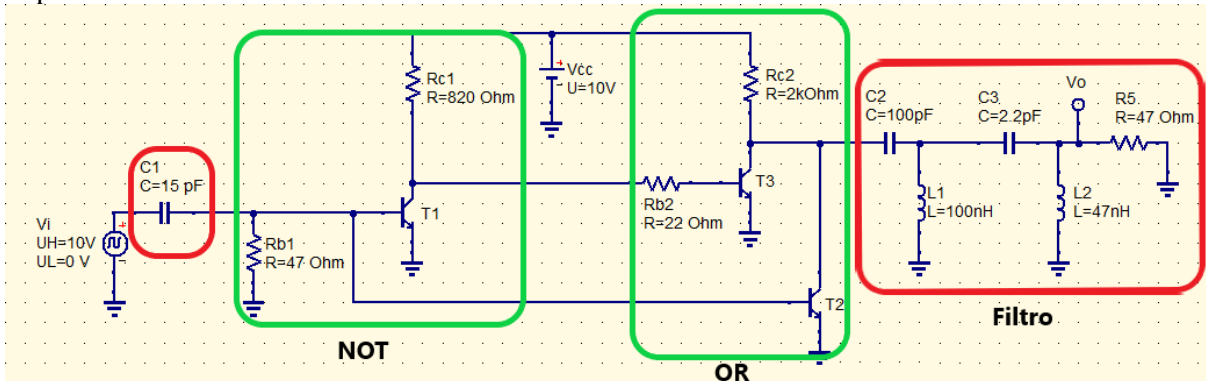 Rc1
R=820 Ohm
Vcc
U=10V
Rc2
R=2kOhm
C2
C=100pF
C3
C=2.2pF
Vo
R5
R=47 Ohm
C1
C=15 pF
T1
T3
Rb2
R=22 Ohm
L1
L=100nH
L2
L=47nH
Vi
UH=10V
UL=0 V
Rb1
R=47 Ohm
T2
Filtro
NOT
OR